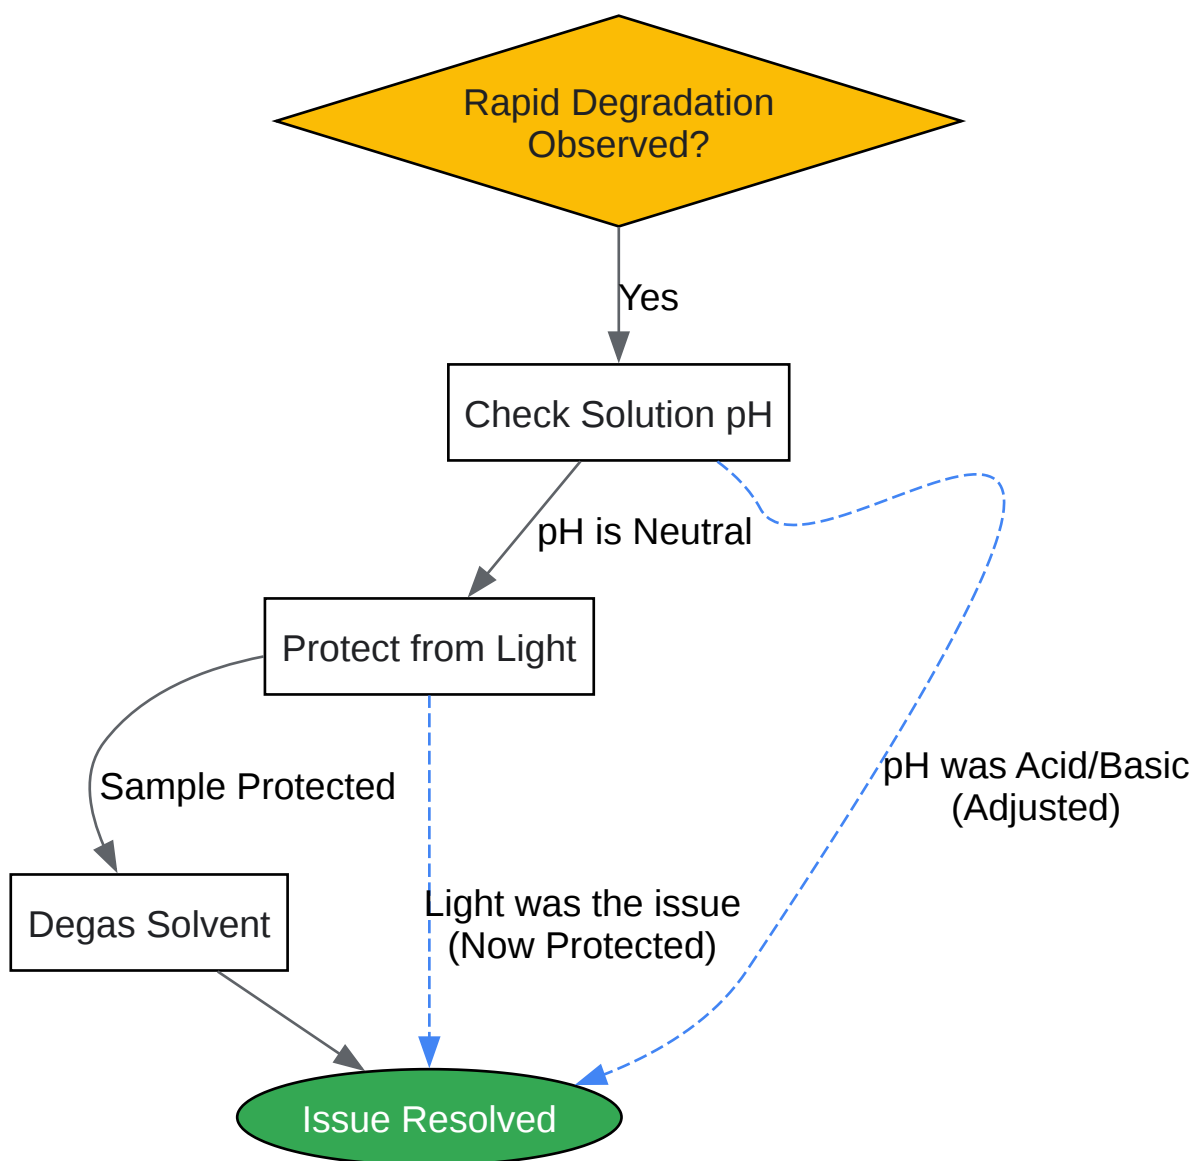 Rapid Degradation
Observed?
Yes
Check Solution pH
pH is Neutral
Protect from Light
pH was Acid/Basic
(Adjusted)
Sample Protected
Light was the issue
(Now Protected)
Degas Solvent
Issue Resolved